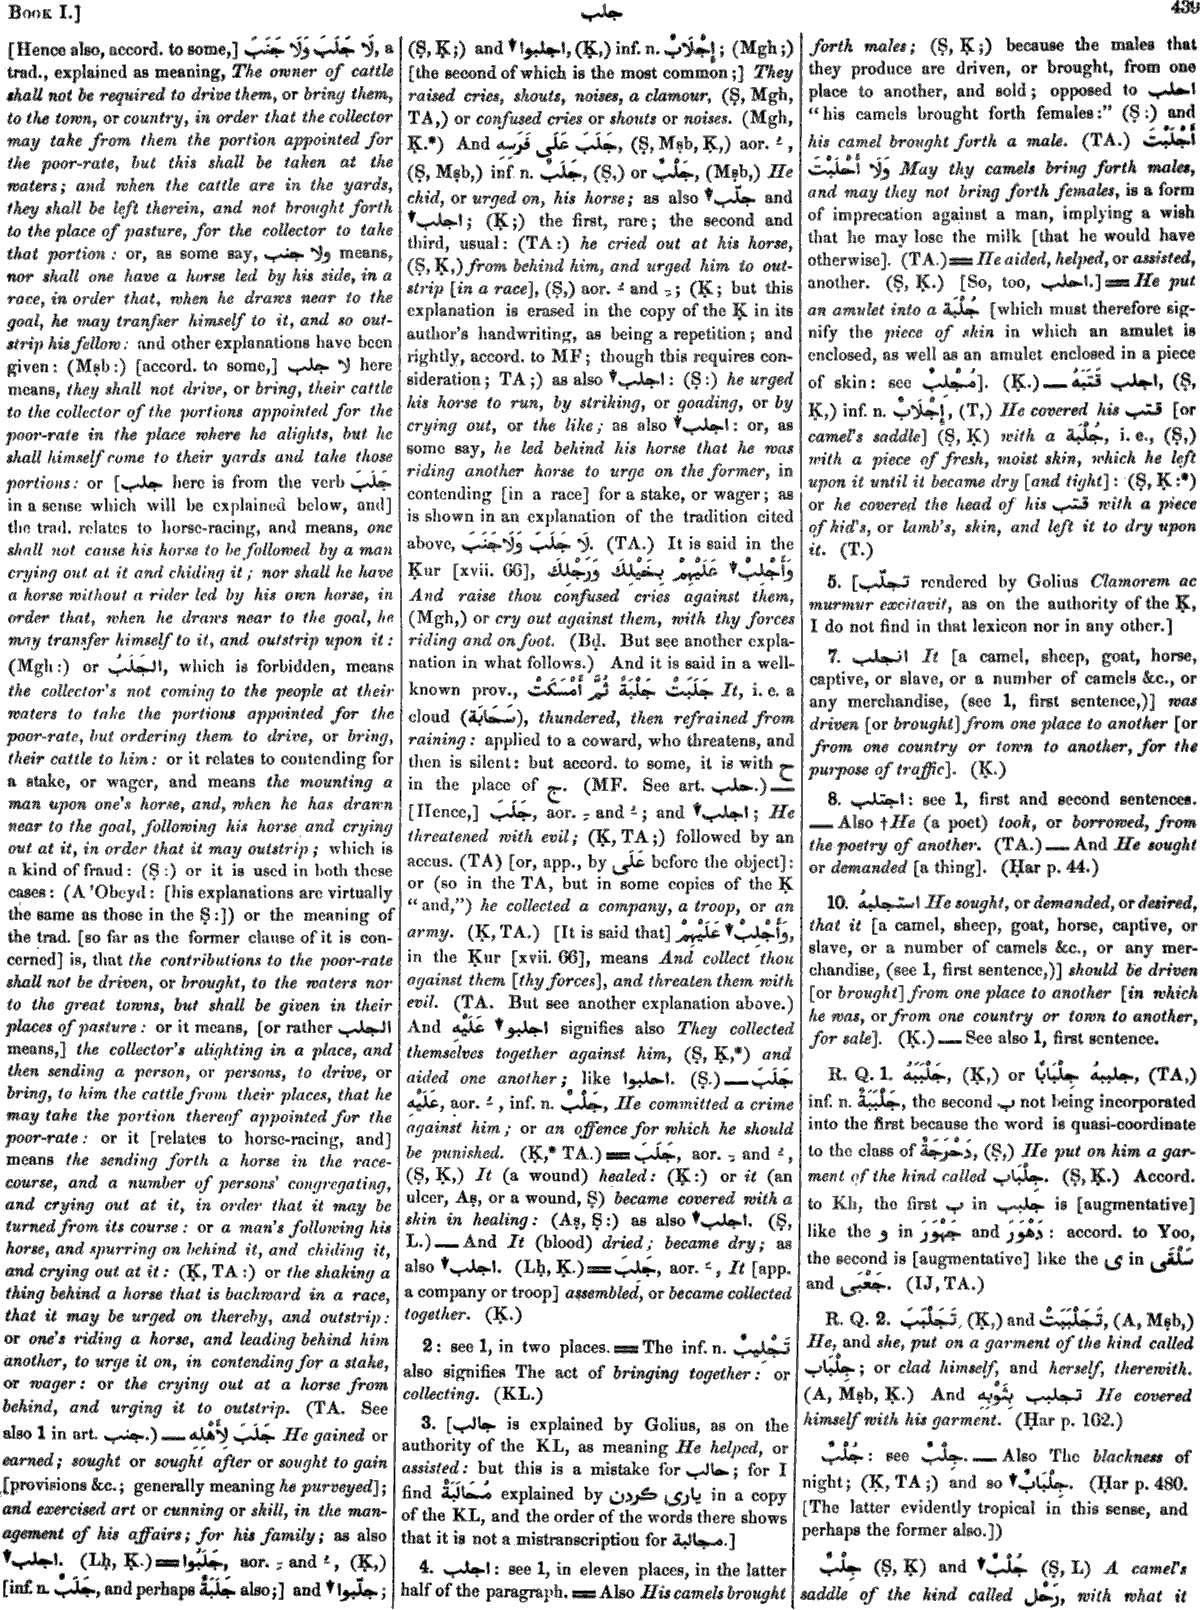 BOOK I.]
جلب
439
[Hence also, accord. to some,] لَا جَلَبَ وَلَا جَنَبَ, a
trad., explained as meaning, The owner of cattle
shall not be required to drive them, or bring them,
to the town, or country, in order that the collector
may take from them the portion appointed for
the poor-rate, but this shall be taken at the
waters; and when the cattle are in the yards,
they shall be left therein, and not brought forth
to the place of pasture, for the collector to take
that portion: or, as some say, ولا جنب means,
nor shall one have a horse led by his side, in a
race, in order that, when he draws near to the
goal, he may tranfser himself to it, and so out-
strip his fellow: and other explanations have been
given: (Mṣb:) [accord. to some,] لا جلب here
means, they shall not drive, or bring, their cattle
to the collector of the portions appointed for the
poor-rate in the place where he alights, but he
shall himself come to their yards and take those
portions: or [جلب here is from the verb جَلَبَ
in a sense which will be explained below, and]
the trad. relates to horse-racing, and means, one
shall not cause his horse to be followed by a man
crying out at it and chiding it; nor shall he have
a horse without a rider led by his own horse, in
order that, when he draws near to the goal, he
may transfer himself to it, and outstrip upon it:
(Mgh:) or الجَلَبُ, which is forbidden, means
the collector's not coming to the people at their
waters to take the portions appointed for the
poor-rate, but ordering them to drive, or bring,
their cattle to him: or it relates to contending for
a stake, or wager, and means the mounting a
man upon one's horse, and, when he has drawn
near to the goal, following his horse and crying
out at it, in order that it may outstrip; which is
a kind of fraud: (Ṣ:) or it is used in both these
cases: (A 'Obeyd: [his explanations are virtually
the same as those in the Ṣ:]) or the meaning of
the trad. [so far as the former clause of it is con-
cerned] is, that the contributions to the poor-rate
shall not be driven, or brought, to the waters nor
to the great towns, but shall be given in their
places of pasture: or it means, [or rather الجلب
means,] the collector's alighting in a place, and
then sending a person, or persons, to drive, or
bring, to him the cattle from their places, that he
may take the portion thereof appointed for the
poor-rate: or it [relates to horse-racing, and]
means the sending forth a horse in the race-
course, and a number of persons' congregating,
and crying out at it, in order that it may be
turned from its course: or a man's following his
horse, and spurring on behind it, and chiding it,
and crying out at it: (Ḳ, TA:) or the shaking a
thing behind a horse that is backward in a race,
that it may be urged on thereby, and outstrip:
or one's riding a horse, and leading behind him
another, to urge it on, in contending for a stake,
or wager: or the crying out at a horse from
behind, and urging it to outstrip. (TA. See
also 1 in art. جنب.) — جَلَبَ لِأَهْلِهِ He gained or
earned; sought or sought after or sought to gain
[provisions &c.; generally meaning he purveyed];
and exercised art or cunning or skill, in the man-
agement of his affairs; for his family; as also
▼ اجلب. (Lḥ, Ḳ.) = جَلَبُوا, aor. ـِ and ـُ, (Ḳ,)
[inf. n. جَلْبٌ, and perhaps جَلَبَةٌ also;] and ▼ جلّبوا;
(Ṣ, Ḳ;) and ▼ اجلبوا, (Ḳ,) inf. n. إِجْلَابٌ; (Mgh;)
[the second of which is the most common;] They
raised cries, shouts, noises, a clamour, (Ṣ, Mgh,
TA,) or confused cries or shouts or noises. (Mgh,
Ḳ.*) And جَلَبَ عَلَى فَرَسِهِ, (Ṣ, Mṣb, Ḳ,) aor. ـُ,
(Ṣ, Mṣb,) inf. n. جَلْبٌ, (Ṣ,) or جَلَبٌ, (Mṣb,) He
chid, or urged on, his horse; as also ▼ جلّب and
▼ اجلب; (Ḳ;) the first, rare; the second and
third, usual: (TA:) he cried out at his horse,
(Ṣ, Ḳ,) from behind him, and urged him to out-
strip [in a race], (Ṣ,) aor. ـُ and ـِ; (Ḳ; but this
explanation is erased in the copy of the Ḳ in its
author's handwriting, as being a repetition; and
rightly, accord. to MF; though this requires con-
sideration; TA;) as also ▼ اجلب: (Ṣ:) he urged
his horse to run, by striking, or goading, or by
crying out, or the like; as also ▼ اجلب: or, as
some say, he led behind his horse that he was
riding another horse to urge on the former, in
contending [in a race] for a stake, or wager; as
is shown in an explanation of the tradition cited
above, لَا جَلَبَ وَلَا جَنَبَ. (TA.) It is said in the
Ḳur [xvii. 66], وَأَجْلِبْ ▼ عَلَيْهِمْ بِخَيْلِكَ وَرَجْلِكَ
And raise thou confused cries against them,
(Mgh,) or cry out against them, with thy forces
riding and on foot. (Bḍ. But see another expla-
nation in what follows.) And it is said in a well-
known prov., جَلَبَتْ جَلْبَةً ثُمَّ أَمْسَكَتْ It, i. e. a
cloud (سَحَابَة), thundered, then refrained from
raining: applied to a coward, who threatens, and
then is silent: but accord. to some, it is with ح
in the place of ج. (MF. See art. حلب.) —
[Hence,] جَلَبَ, aor. ـِ and ـُ; and ▼ اجلب; He
threatened with evil; (Ḳ, TA;) followed by an
accus. (TA) [or, app., by عَلَى before the object]:
or (so in the TA, but in some copies of the Ḳ
"and,") he collected a company, a troop, or an
army. (Ḳ, TA.) [It is said that] وَأَجْلِبْ ▼ عَلَيْهِمْ,
in the Ḳur [xvii. 66], means And collect thou
against them [thy forces], and threaten them with
evil. (TA. But see another explanation above.)
And اجلبو ▼ عَلَيْهِ signifies also They collected
themselves together against him, (Ṣ, Ḳ,*) and
aided one another; like احلبوا. (Ṣ.) — جَلَبَ
عَلَيْهِ, aor. ـُ, inf. n. جَلْبٌ, He committed a crime
against him; or an offence for which he should
be punished. (Ḳ,* TA.) = جَلَبَ, aor. ـِ and ـُ,
(Ṣ, Ḳ,) It (a wound) healed: (Ḳ:) or it (an
ulcer, Aṣ, or a wound, Ṣ) became covered with a
skin in healing: (Aṣ, Ṣ:) as also ▼ اجلب. (Ṣ,
L.) — And It (blood) dried; became dry; as
also ▼ اجلب. (Lḥ, Ḳ.) = جَلِبَ, aor. ـَ, It [app.
a company or troop] assembled, or became collected
together. (Ḳ.)
2: see 1, in two places. = The inf. n. تَجْلِيبٌ
also signifies The act of bringing together: or
collecting. (KL.)
3. [جالب is explained by Golius, as on the
authority of the KL, as meaning He helped, or
assisted: but this is a mistake for حالب; for I
find مُحَالَبَةٌ explained by يارى كردن in a copy
of the KL, and the order of the words there shows
that it is not a mistranscription for مجالبة.]
4. اجلب: see 1, in eleven places, in the latter
half of the paragraph. = Also His camels brought
forth males; (Ṣ, Ḳ;) because the males that
they produce are driven, or brought, from one
place to another, and sold; opposed to احلب
"his camels brought forth females:" (Ṣ:) and
his camel brought forth a male. (TA.) أَجْلَبْتَ
وَلَا أَحْلَبْتَ May thy camels bring forth males,
and may they not bring forth females, is a form
of imprecation against a man, implying a wish
that he may lose the milk [that he would have
otherwise]. (TA.) = He aided, helped, or assisted,
another. (Ṣ, Ḳ.) [So, too, احلب.] = He put
an amulet into a جُلْبَة [which must therefore sig-
nify the piece of skin in which an amulet is
enclosed, as well as an amulet enclosed in a piece
of skin: see مُجْلِبٌ]. (Ḳ.) — اجلب قَتَبَهُ, (Ṣ,
Ḳ,) inf. n. إِجْلَابٌ, (T,) He covered his قتب [or
camel's saddle] (Ṣ, Ḳ) with a جُلْبَة, i. e., (Ṣ,)
with a piece of fresh, moist skin, which he left
upon it until it became dry [and tight]: (Ṣ, Ḳ:*)
or he covered the head of his قتب with a piece
of kid's, or lamb's, skin, and left it to dry upon
it. (T.)
5. [تجلّب rendered by Golius Clamorem ac
murmur excitavit, as on the authority of the Ḳ,
I do not find in that lexicon nor in any other.]
7. انجلب It [a camel, sheep, goat, horse,
captive, or slave, or a number of camels &c., or
any merchandise, (see 1, first sentence,)] was
driven [or brought] from one place to another [or
from one country or town to another, for the
purpose of traffic]. (Ḳ.)
8. اجتلب: see 1, first and second sentences.
— Also †He (a poet) took, or borrowed, from
the poetry of another. (TA.) — And He sought
or demanded [a thing]. (Ḥar p. 44.)
10. استجلبهُ He sought, or demanded, or desired,
that it [a camel, sheep, goat, horse, captive, or
slave, or a number of camels &c., or any mer-
chandise, (see 1, first sentence,)] should be driven
[or brought] from one place to another [in which
he was, or from one country or town to another,
for sale]. (Ḳ.) — See also 1, first sentence.
R. Q. 1. جَلْبَبَهُ, (Ḳ,) or جلببهُ جِلْبَابًا, (TA,)
inf. n. جَلْبَبَةٌ, the second ب not being incorporated
into the first because the word is quasi-coordinate
to the class of دَحْرَجَةٌ, (Ṣ,) He put on him a gar-
ment of the kind called جِلْبَاب. (Ṣ, Ḳ.) Accord.
to Kh, the first ب in جلبب is [augmentative]
like the و in جَهْوَرَ and دَهْوَرَ: accord. to Yoo,
the second is [augmentative] like the ى in سَلْقَى
and جَعْبَى. (IJ, TA.)
R. Q. 2. تَجَلْبَبَ, (Ḳ,) and تَجَلْبَبَتْ, (A, Mṣb,)
He, and she, put on a garment of the kind called
جِلْبَاب; or clad himself, and herself, therewith.
(A, Mṣb, Ḳ.) And تجلبب بِثَوْبِهِ He covered
himself with his garment. (Ḥar p. 162.)
جُلْبٌ: see جِلْبٌ. — Also The blackness of
night; (Ḳ, TA;) and so ▼ جِلْبَابٌ. (Ḥar p. 480.
[The latter evidently tropical in this sense, and
perhaps the former also.])
جِلْبٌ (Ṣ, Ḳ) and ▼ جُلْبٌ (Ṣ, L) A camel's
saddle of the kind called رَحْل, with what it